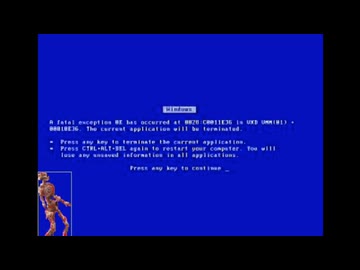 Windows
A fatal exception 0E has occurred at 0028:C0011E36 in VXD VMM(01) +
00010E36. The current application will be terminated.
* Press any key to terminate the current application.
* Press CTRL+ALT+DEL again to restart your computer. You will
lose any unsaved information in all applications.
Press any key to continue _